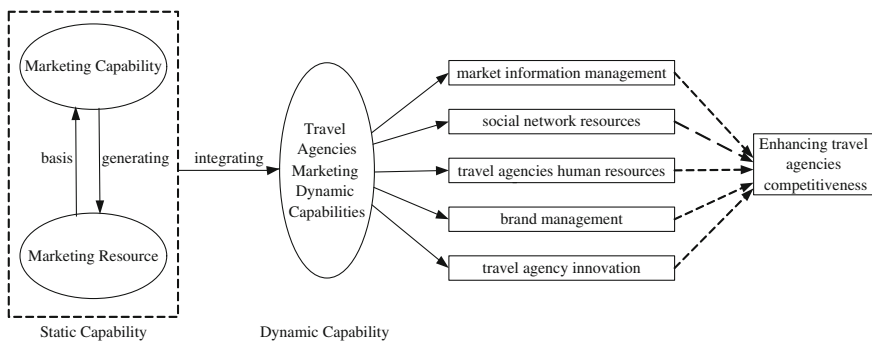 Marketing Capability
basis
generating
Marketing Resource
Static Capability
integrating
Travel
Agencies
Marketing
Dynamic
Capabilities
Dynamic Capability
market information management
social network resources
travel agencies human resources
brand management
travel agency innovation
Enhancing travel
agencies
competitiveness